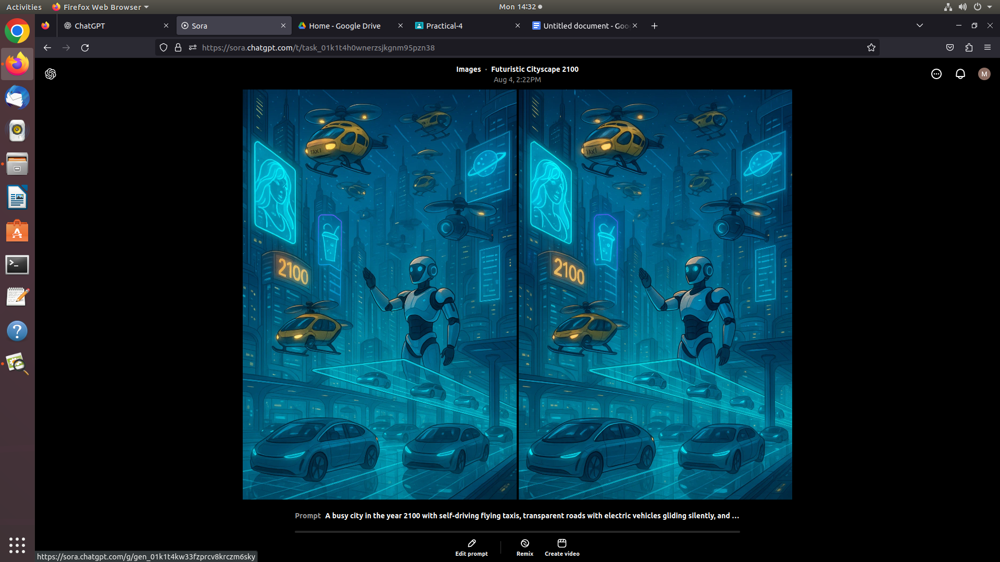 Activities Firefox Web Browser Mon 14:32
ChatGPT Sora Home - Google Drive Practical-4 Untitled document - Goo
https://sora.chatgpt.com/t/task_01k1t4h0wnerzsjkgnm95pzn38
Images · Futuristic Cityscape 2100
Aug 4, 2:22PM
M
TAXI
TAXI
2100
2100
Prompt A busy city in the year 2100 with self-driving flying taxis, transparent roads with electric vehicles gliding silently, and ...
Edit prompt Remix Create video
https://sora.chatgpt.com/g/gen_01k1t4kw33fzprcv8krczm6sky